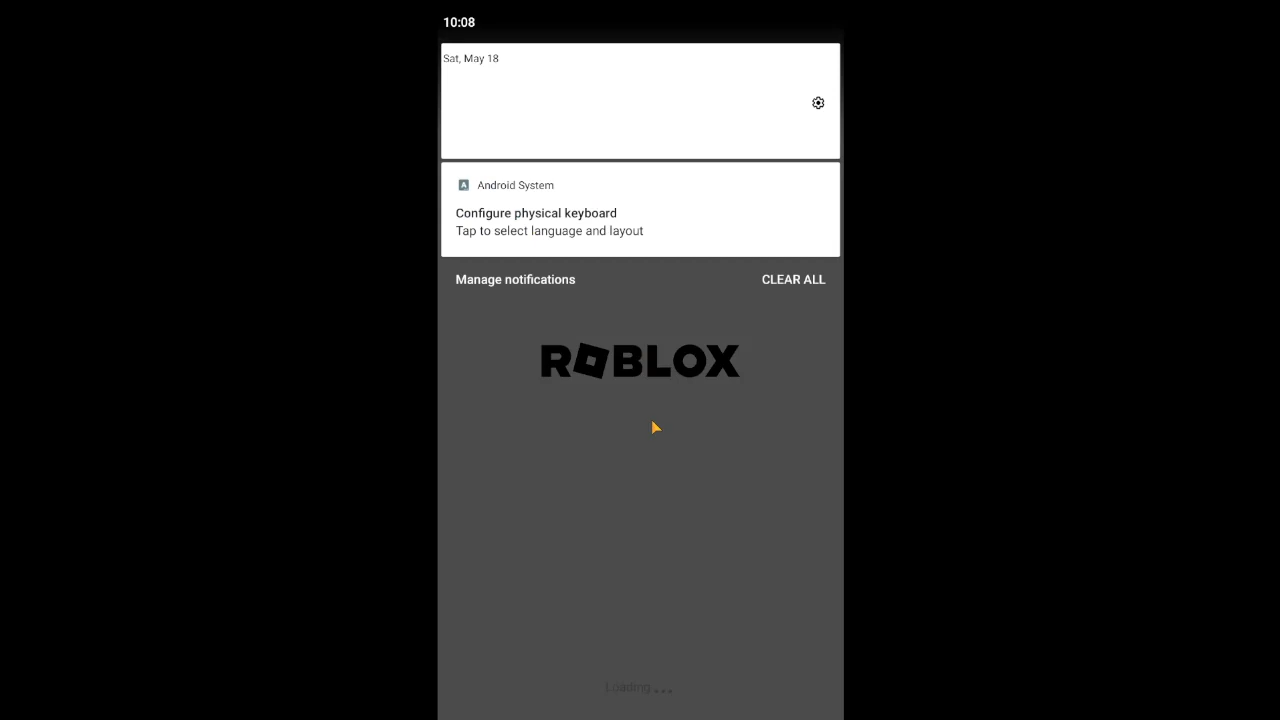 10:08
Sat, May 18
Android System
Configure physical keyboard
Tap to select language and layout
Manage notifications
CLEAR ALL
ROBLOX
Loading...